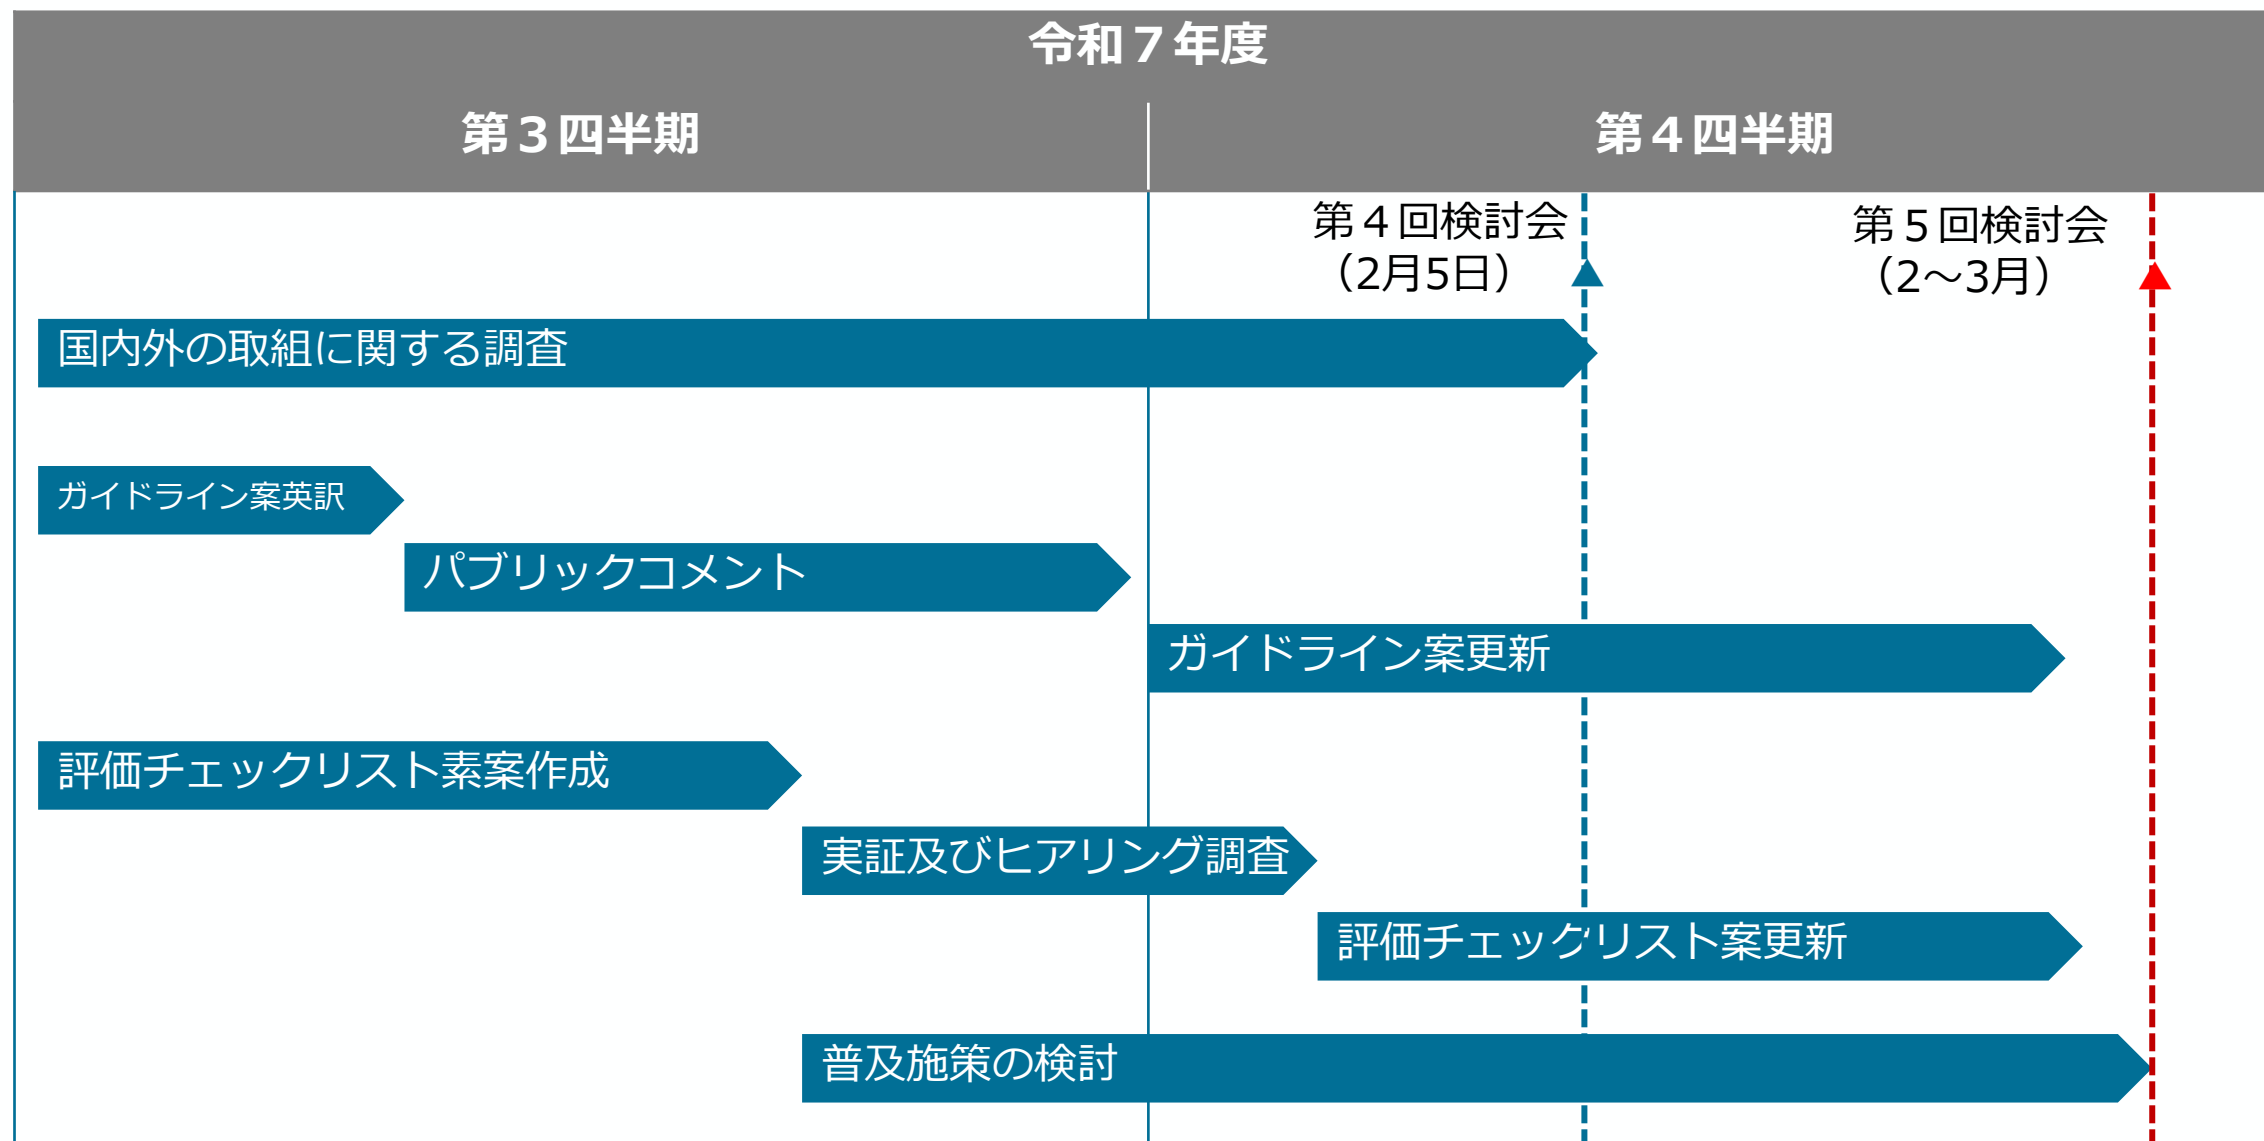 令和７年度
第３四半期
第４四半期
第４回検討会
（2月5日）
第５回検討会
（2～3月）
国内外の取組に関する調査
ガイドライン案英訳
パブリックコメント
ガイドライン案更新
評価チェックリスト素案作成
実証及びヒアリング調査
評価チェックリスト案更新
普及施策の検討